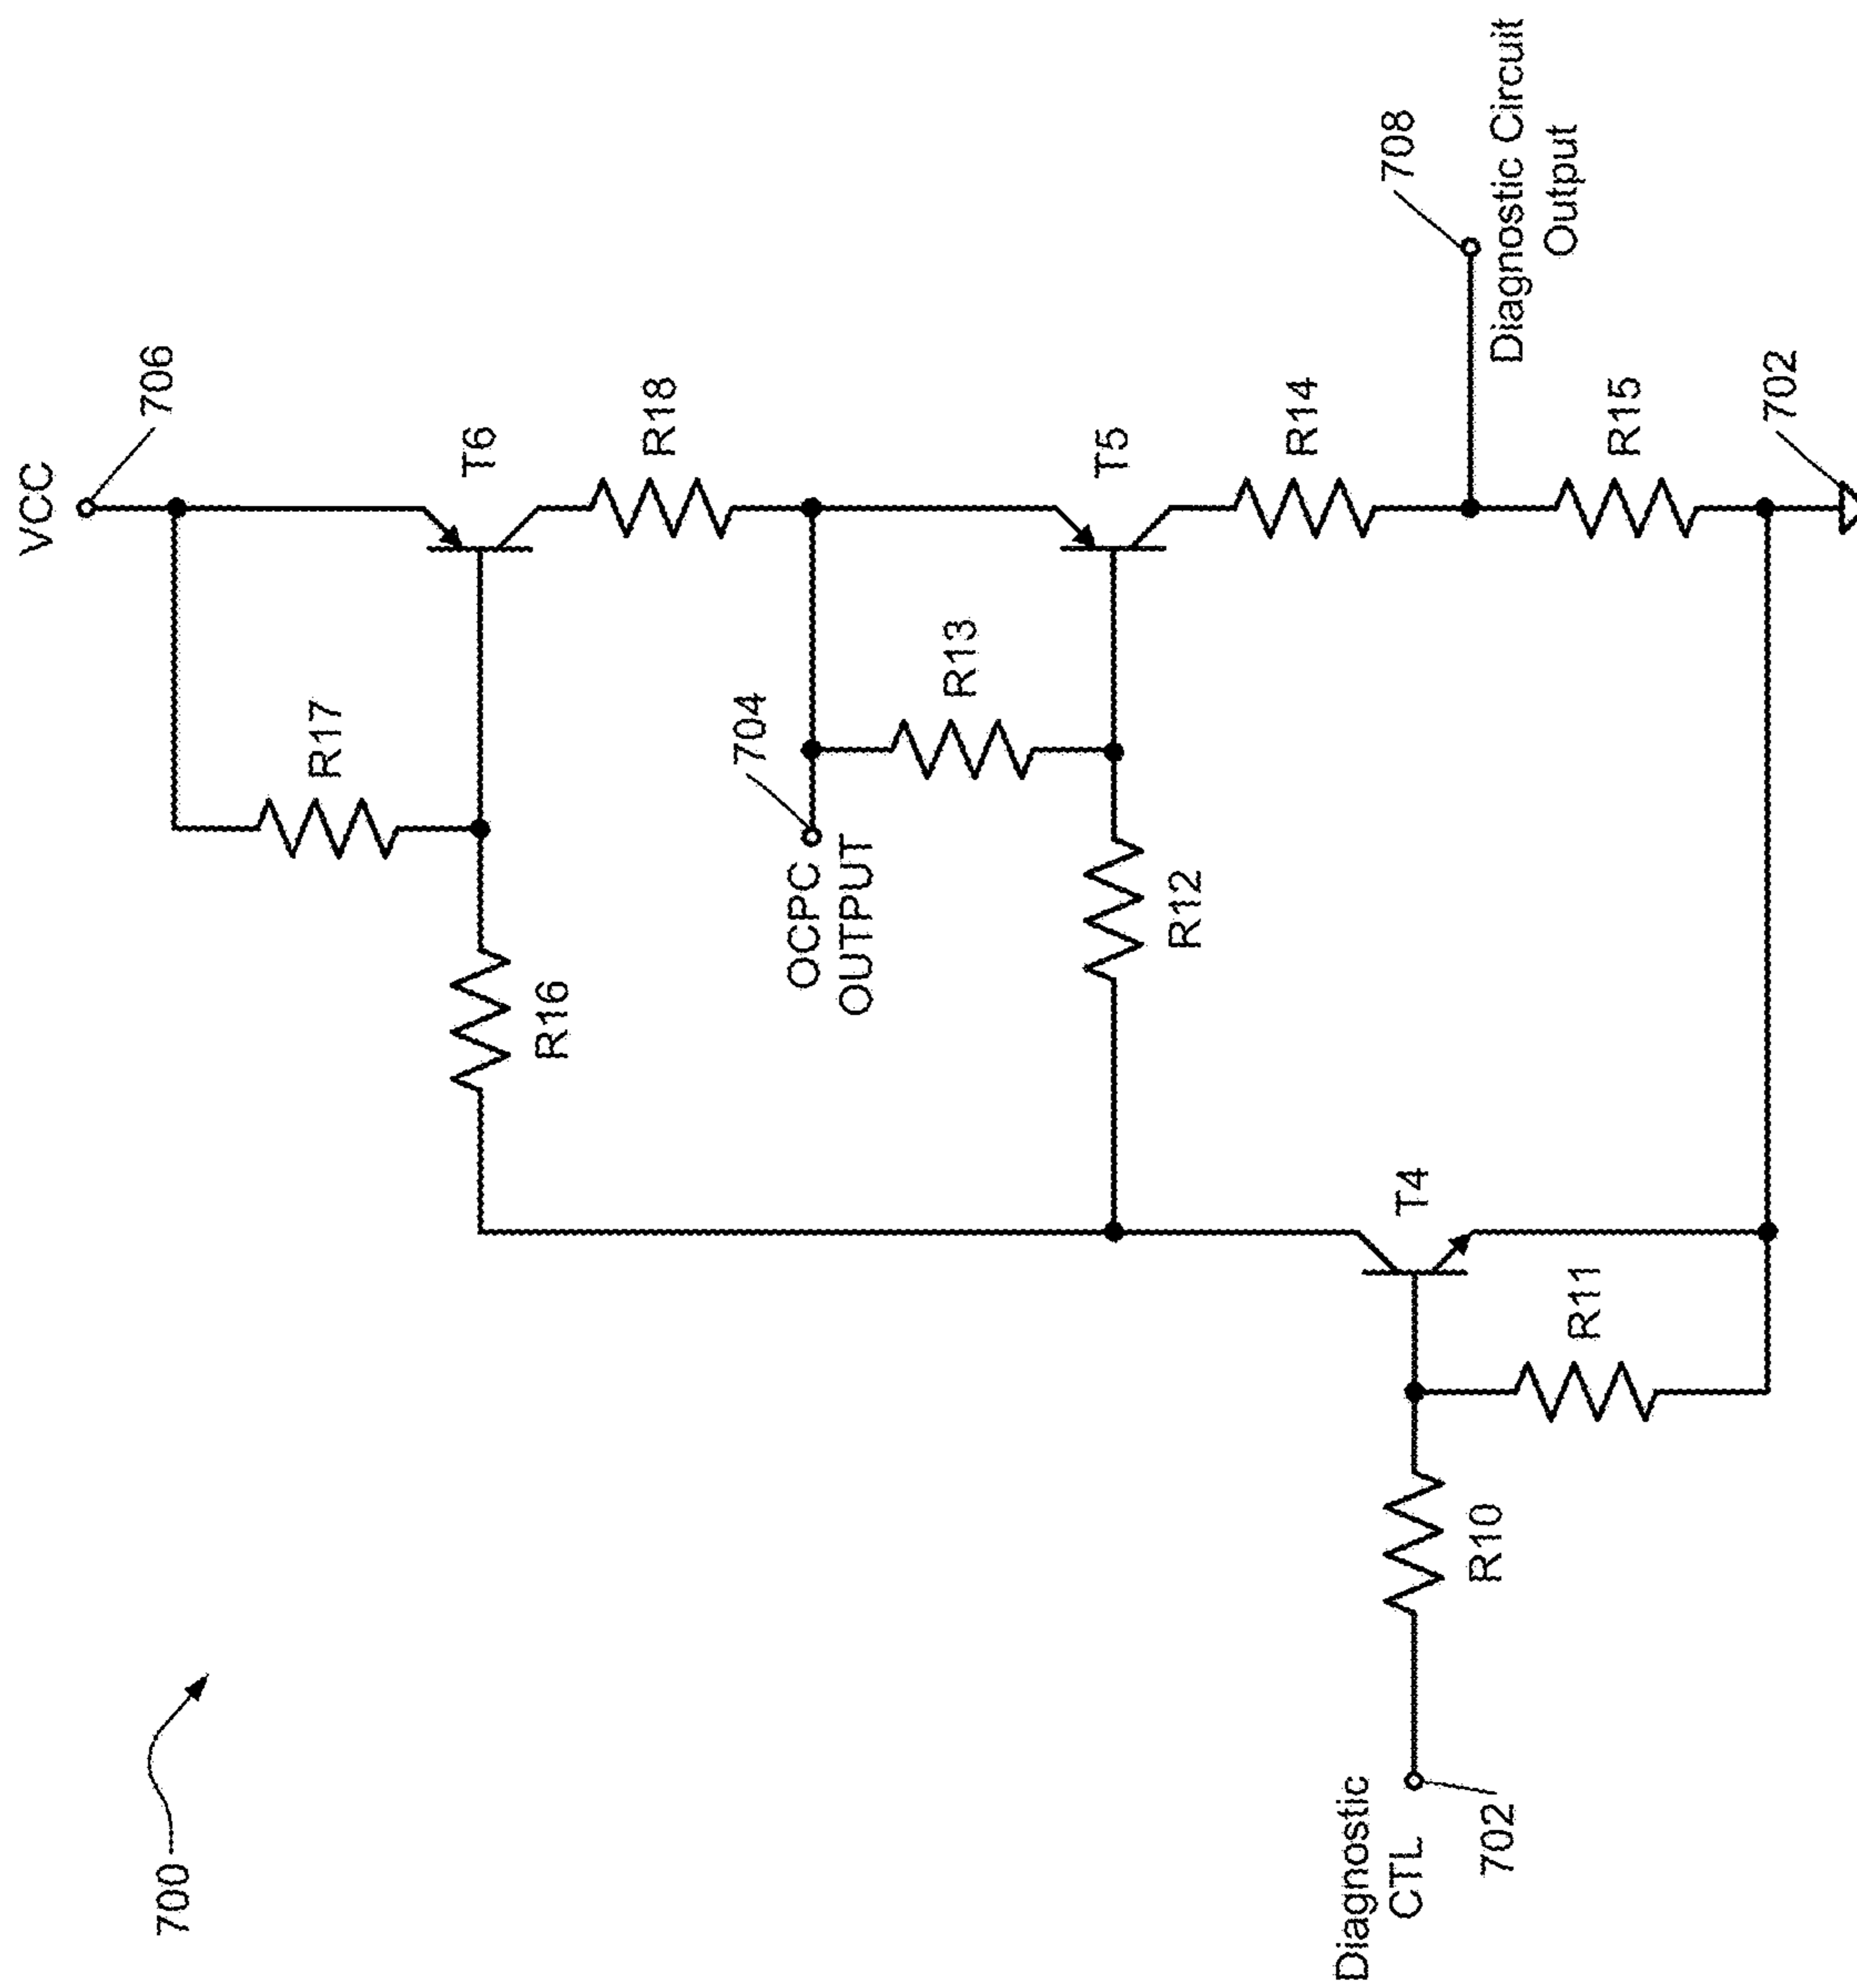 700
VCC
706
R17
T6
R16
R18
704
OCPC
OUTPUT
R13
T5
R12
R14
708
Diagnostic Circuit
Output
T4
R15
R11
R10
Diagnostic
CTL
702
702